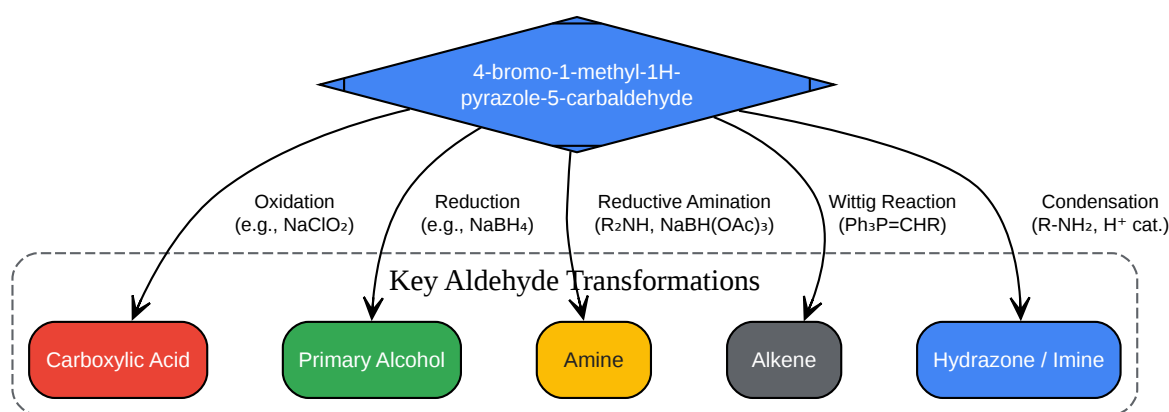 4-bromo-1-methyl-1H-
pyrazole-5-carbaldehyde
Oxidation
(e.g., NaClO₂)
Reduction
(e.g., NaBH₄)
Reductive Amination
(R₂NH, NaBH(OAc)₃)
Wittig Reaction
(Ph₃P=CHR)
Condensation
(R-NH₂, H⁺ cat.)
Key Aldehyde Transformations
Carboxylic Acid
Primary Alcohol
Amine
Alkene
Hydrazone / Imine